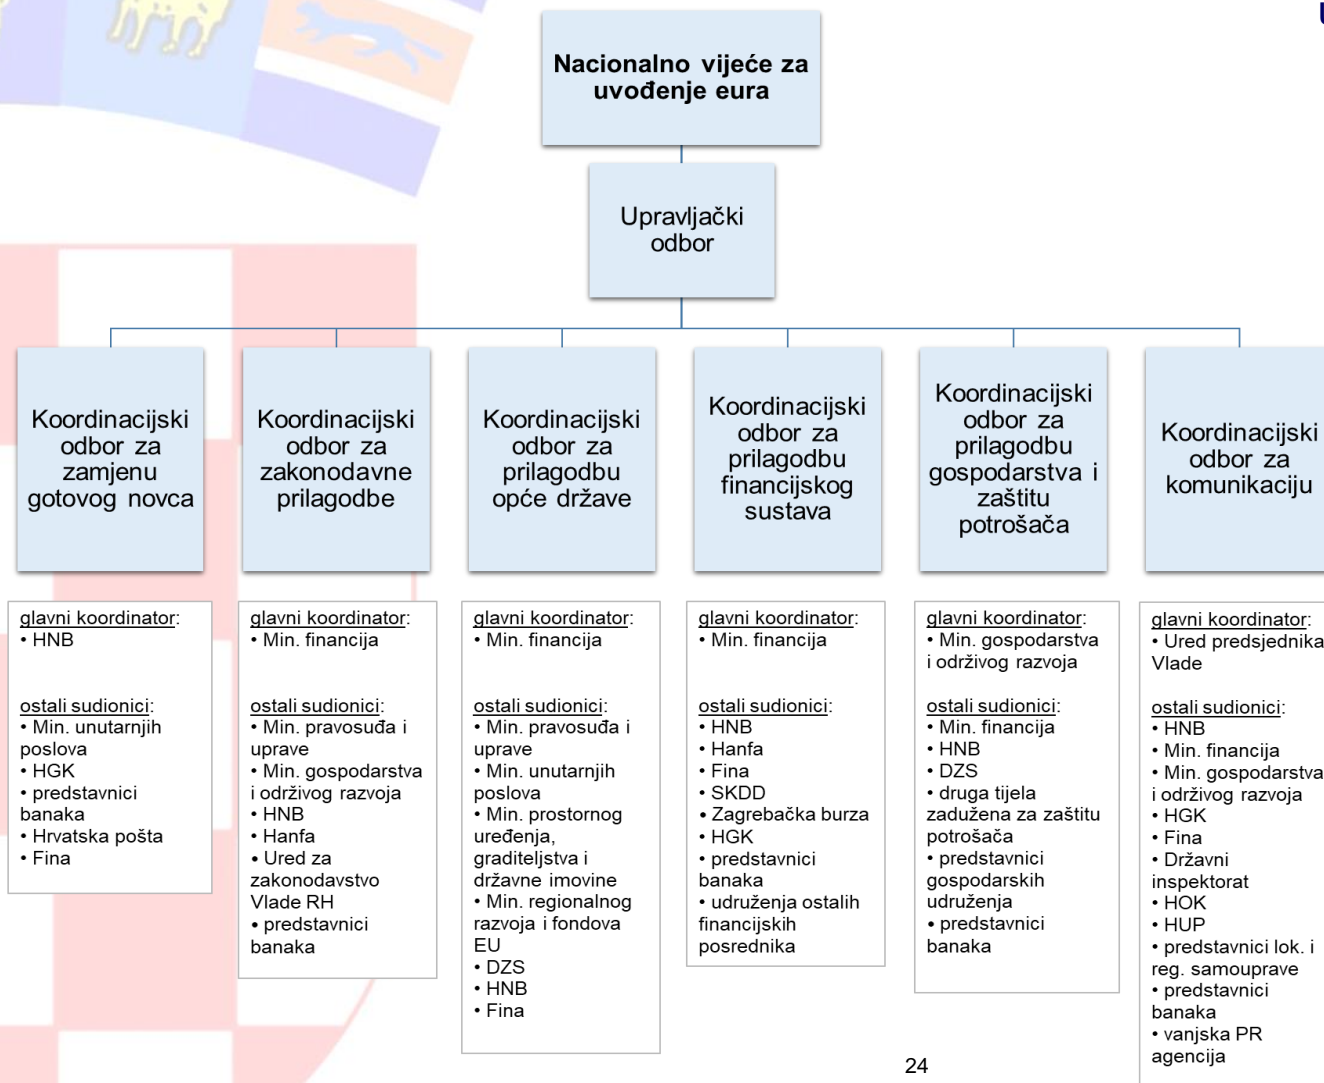 Nacionalno vijeće za
uvođenje eura
Upravljački
odbor
Koordinacijski
odbor za
zamjenu
gotovog novca
Koordinacijski
odbor za
zakonodavne
prilagodbe
Koordinacijski
odbor za
prilagodbu
opće države
Koordinacijski
odbor za
prilagodbu
financijskog
sustava
Koordinacijski
odbor za
prilagodbu
gospodarstva i
zaštitu
potrošača
Koordinacijski
odbor za
komunikaciju
glavni koordinator:
• HNB
ostali sudionici:
• Min. unutarnjih
poslova
• HGK
• predstavnici
banaka
• Hrvatska pošta
• Fina
glavni koordinator:
• Min. financija
ostali sudionici:
• Min. pravosuđa i
uprave
• Min. gospodarstva
i održivog razvoja
• HNB
• Hanfa
• Ured za
zakonodavstvo
Vlade RH
• predstavnici
banaka
glavni koordinator:
• Min. financija
ostali sudionici:
• Min. pravosuđa i
uprave
• Min. unutarnjih
poslova
• Min. prostornog
uređenja,
graditeljstva i
državne imovine
• Min. regionalnog
razvoja i fondova
EU
• DZS
• HNB
• Fina
glavni koordinator:
• Min. financija
ostali sudionici:
• HNB
• Hanfa
• Fina
• SKDD
• Zagrebačka burza
• HGK
• predstavnici
banaka
• udruženja ostalih
financijskih
posrednika
glavni koordinator:
• Min. gospodarstva
i održivog razvoja
ostali sudionici:
• Min. financija
• HNB
• DZS
• druga tijela
zadužena za zaštitu
potrošača
• predstavnici
gospodarskih
udruženja
• predstavnici
banaka
glavni koordinator:
• Ured predsjednika
Vlade
ostali sudionici:
• HNB
• Min. financija
• Min. gospodarstva
i održivog razvoja
• HGK
• Fina
• Državni
inspektorat
• HOK
• HUP
• predstavnici lok. i
reg. samouprave
• predstavnici
banaka
• vanjska PR
agencija
24